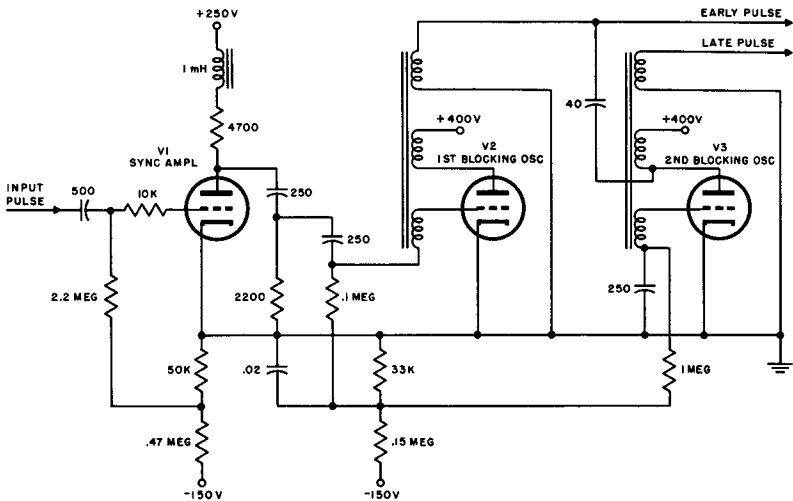 +250V
1 mH
4700
V1
SYNC AMPL
INPUT
PULSE
500
10K
250
250
2.2 MEG
2200
.1 MEG
50K
.02
33K
.47 MEG
.15 MEG
-150V
-150V
EARLY PULSE
LATE PULSE
+400V
V2
1ST BLOCKING OSC
40
+400V
V3
2ND BLOCKING OSC
250
1 MEG